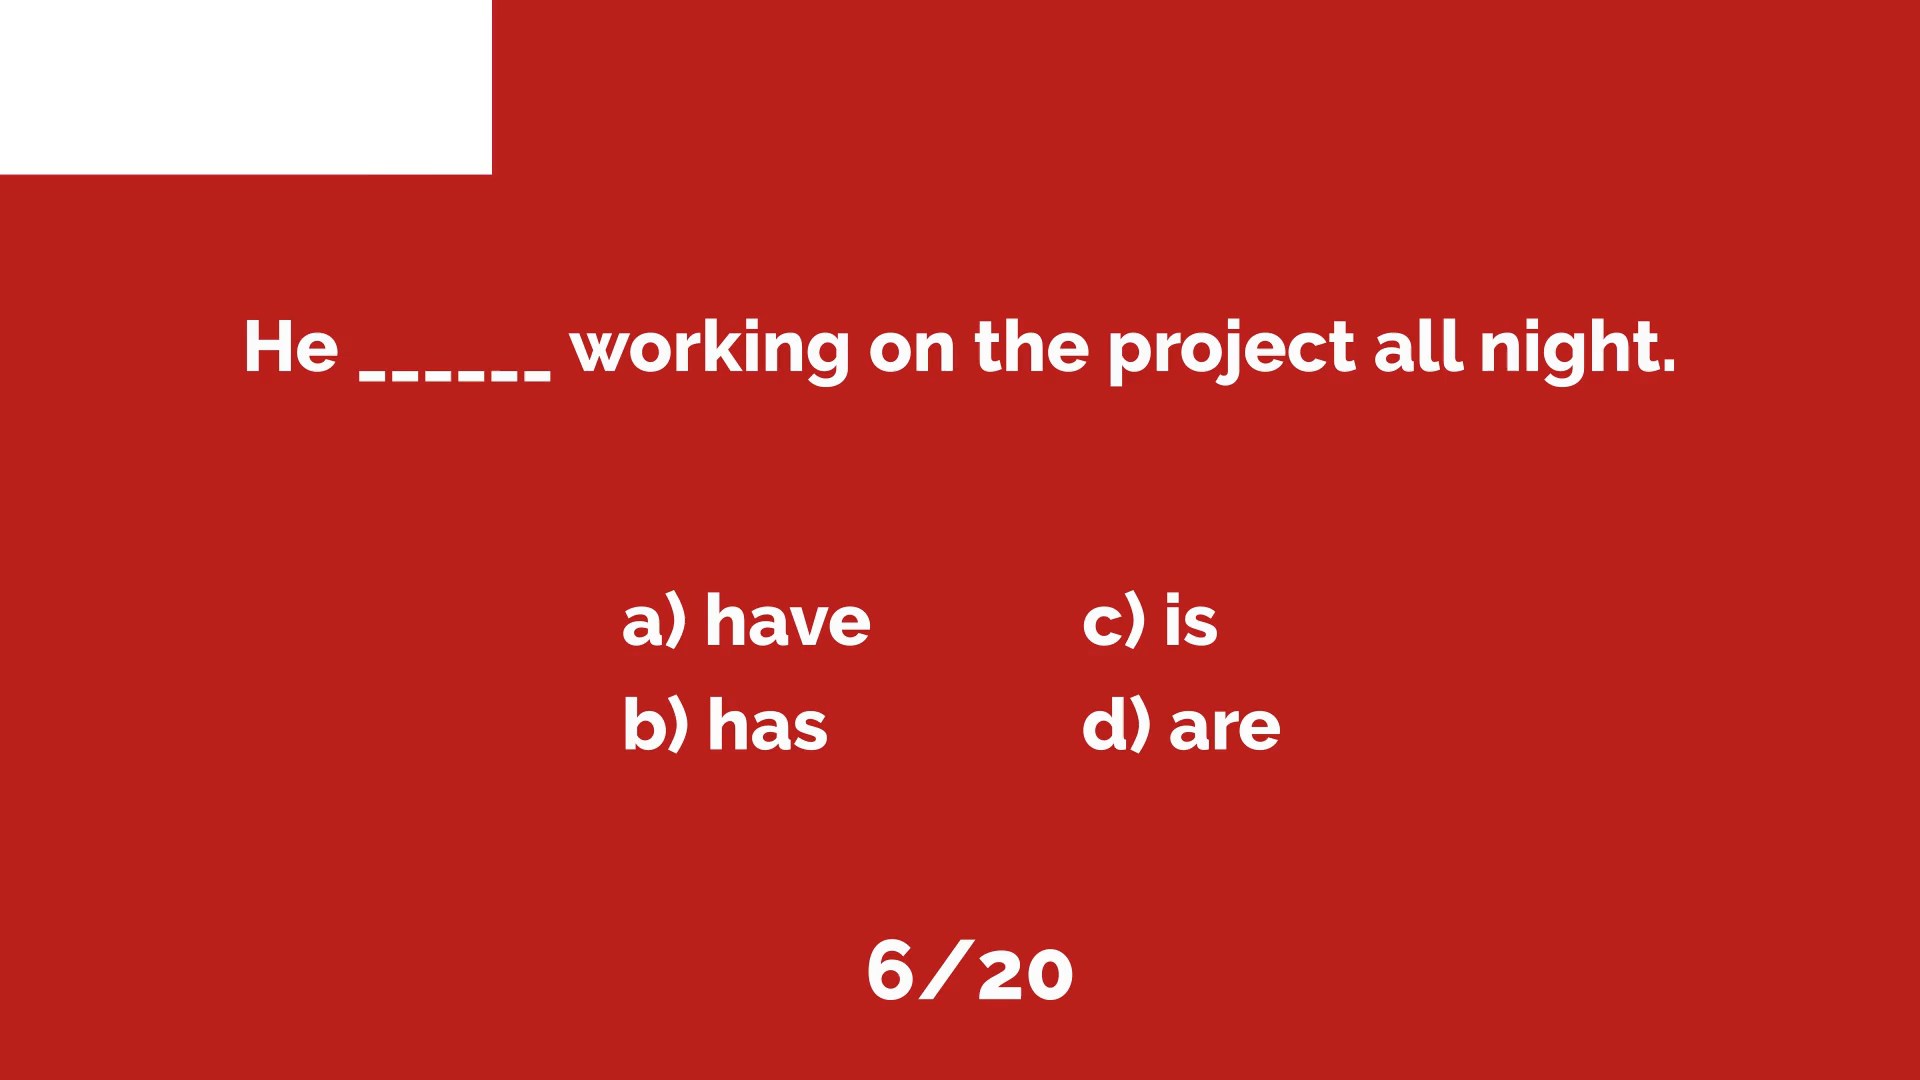 He ______ working on the project all night.
a) have
b) has
c) is
d) are
6/20